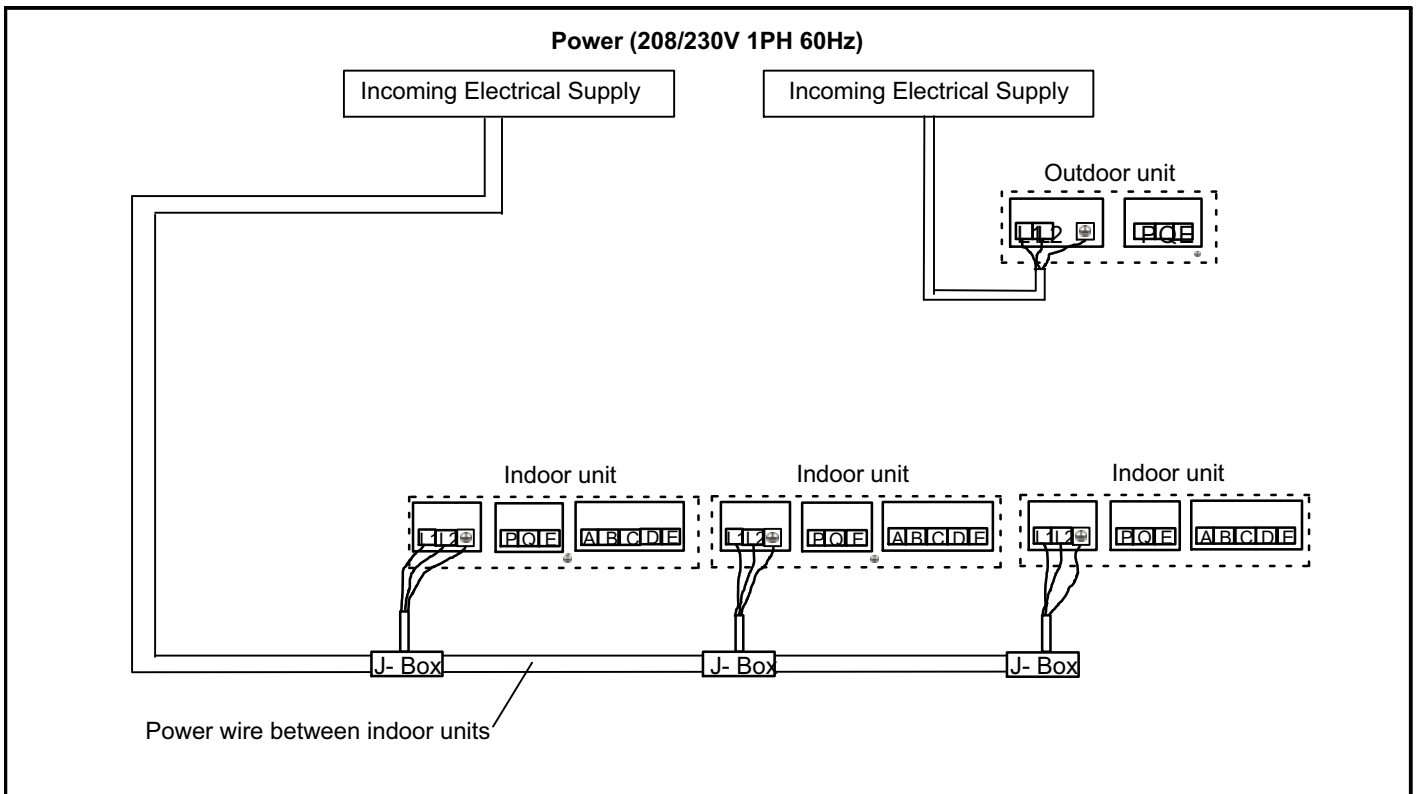 Power (208/230V 1PH 60Hz)
Incoming Electrical Supply
Incoming Electrical Supply
Outdoor unit
L1 L2
P Q E
Indoor unit
Indoor unit
Indoor unit
L1 L2
P Q E
A B C D E
L1 L2
P Q E
A B C D E
L1 L2
P Q E
A B C D E
J- Box
J- Box
J- Box
Power wire between indoor units